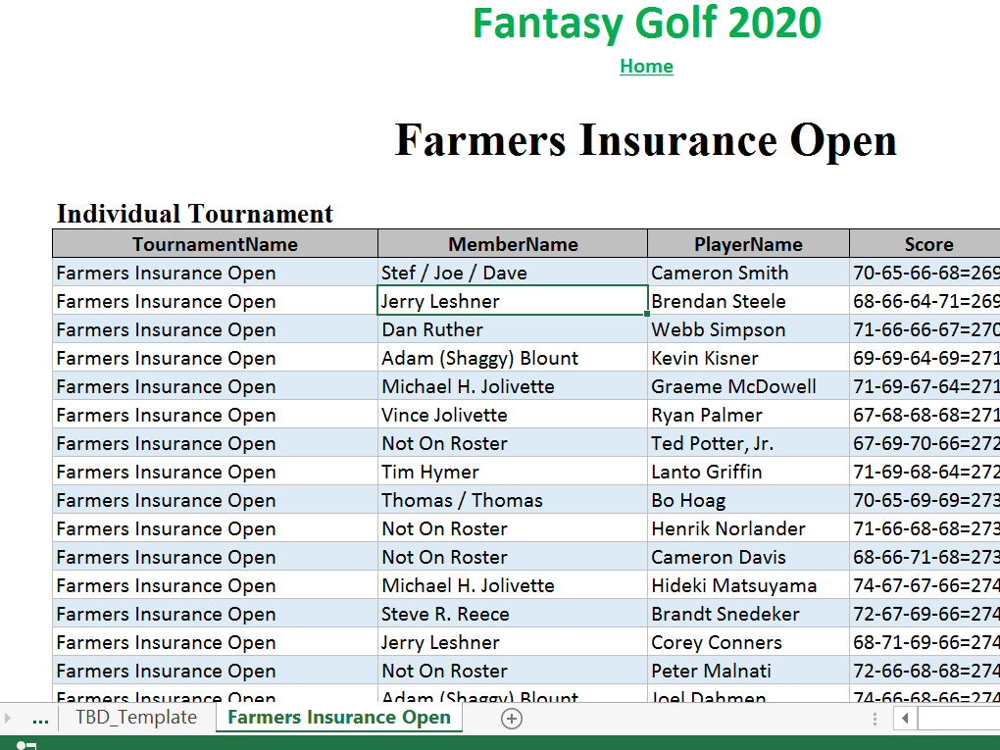 Fantasy Golf 2020
Home
Farmers Insurance Open
Individual Tournament
TournamentName MemberName PlayerName Score
Farmers Insurance Open Stef / Joe / Dave Cameron Smith 70-65-66-68=269
Farmers Insurance Open Jerry Leshner Brendan Steele 68-66-64-71=269
Farmers Insurance Open Dan Ruther Webb Simpson 71-66-66-67=270
Farmers Insurance Open Adam (Shaggy) Blount Kevin Kisner 69-69-64-69=271
Farmers Insurance Open Michael H. Jolivette Graeme McDowell 71-69-67-64=271
Farmers Insurance Open Vince Jolivette Ryan Palmer 67-68-68-68=271
Farmers Insurance Open Not On Roster Ted Potter, Jr. 67-69-70-66=272
Farmers Insurance Open Tim Hymer Lanto Griffin 71-69-68-64=272
Farmers Insurance Open Thomas / Thomas Bo Hoag 70-65-69-69=273
Farmers Insurance Open Not On Roster Henrik Norlander 71-66-68-68=273
Farmers Insurance Open Not On Roster Cameron Davis 68-66-71-68=273
Farmers Insurance Open Michael H. Jolivette Hideki Matsuyama 74-67-67-66=274
Farmers Insurance Open Steve R. Reece Brandt Snedeker 72-67-69-66=274
Farmers Insurance Open Jerry Leshner Corey Conners 68-71-69-66=274
Farmers Insurance Open Not On Roster Peter Malnati 72-66-68-68=274
Farmers Insurance Open Adam (Shaggy) Blount Joel Dahmen 74-66-68-66=274
... TBD_Template Farmers Insurance Open